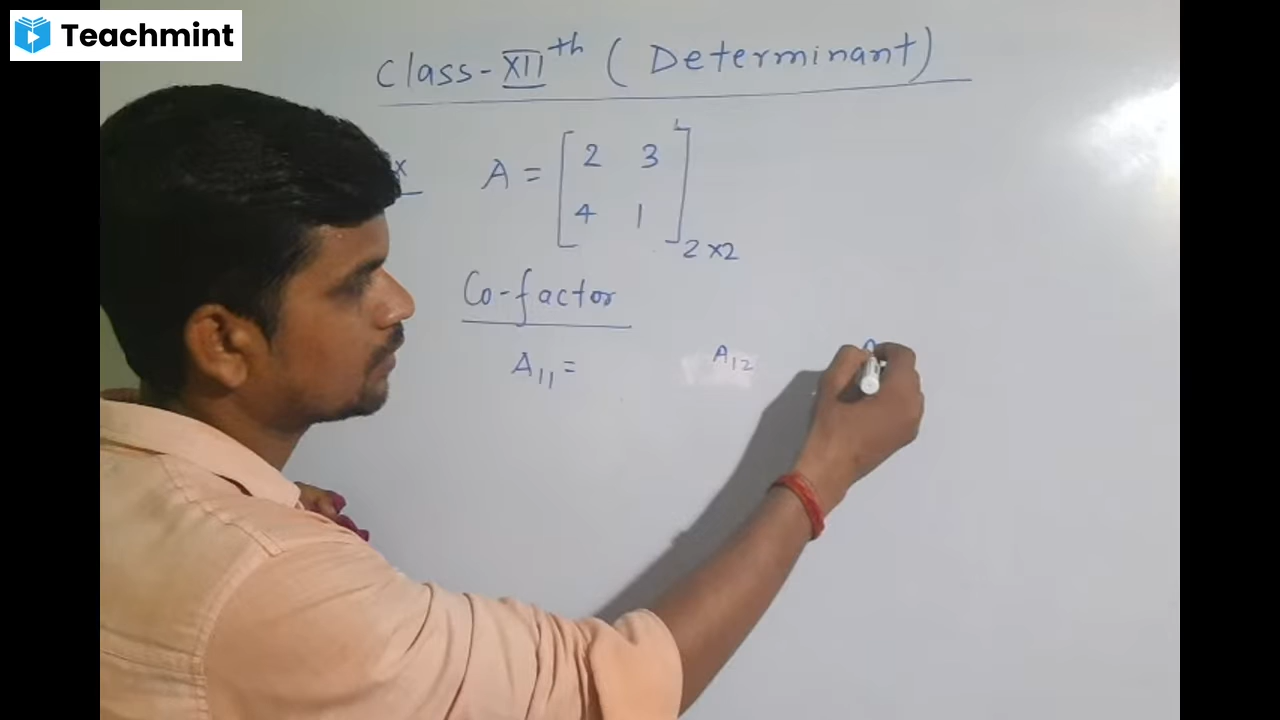 Teachmint
Class-XIIth (Determinant)
x A = [ 2 3
4 1 ] 2x2
Co-factor
A11 = A12